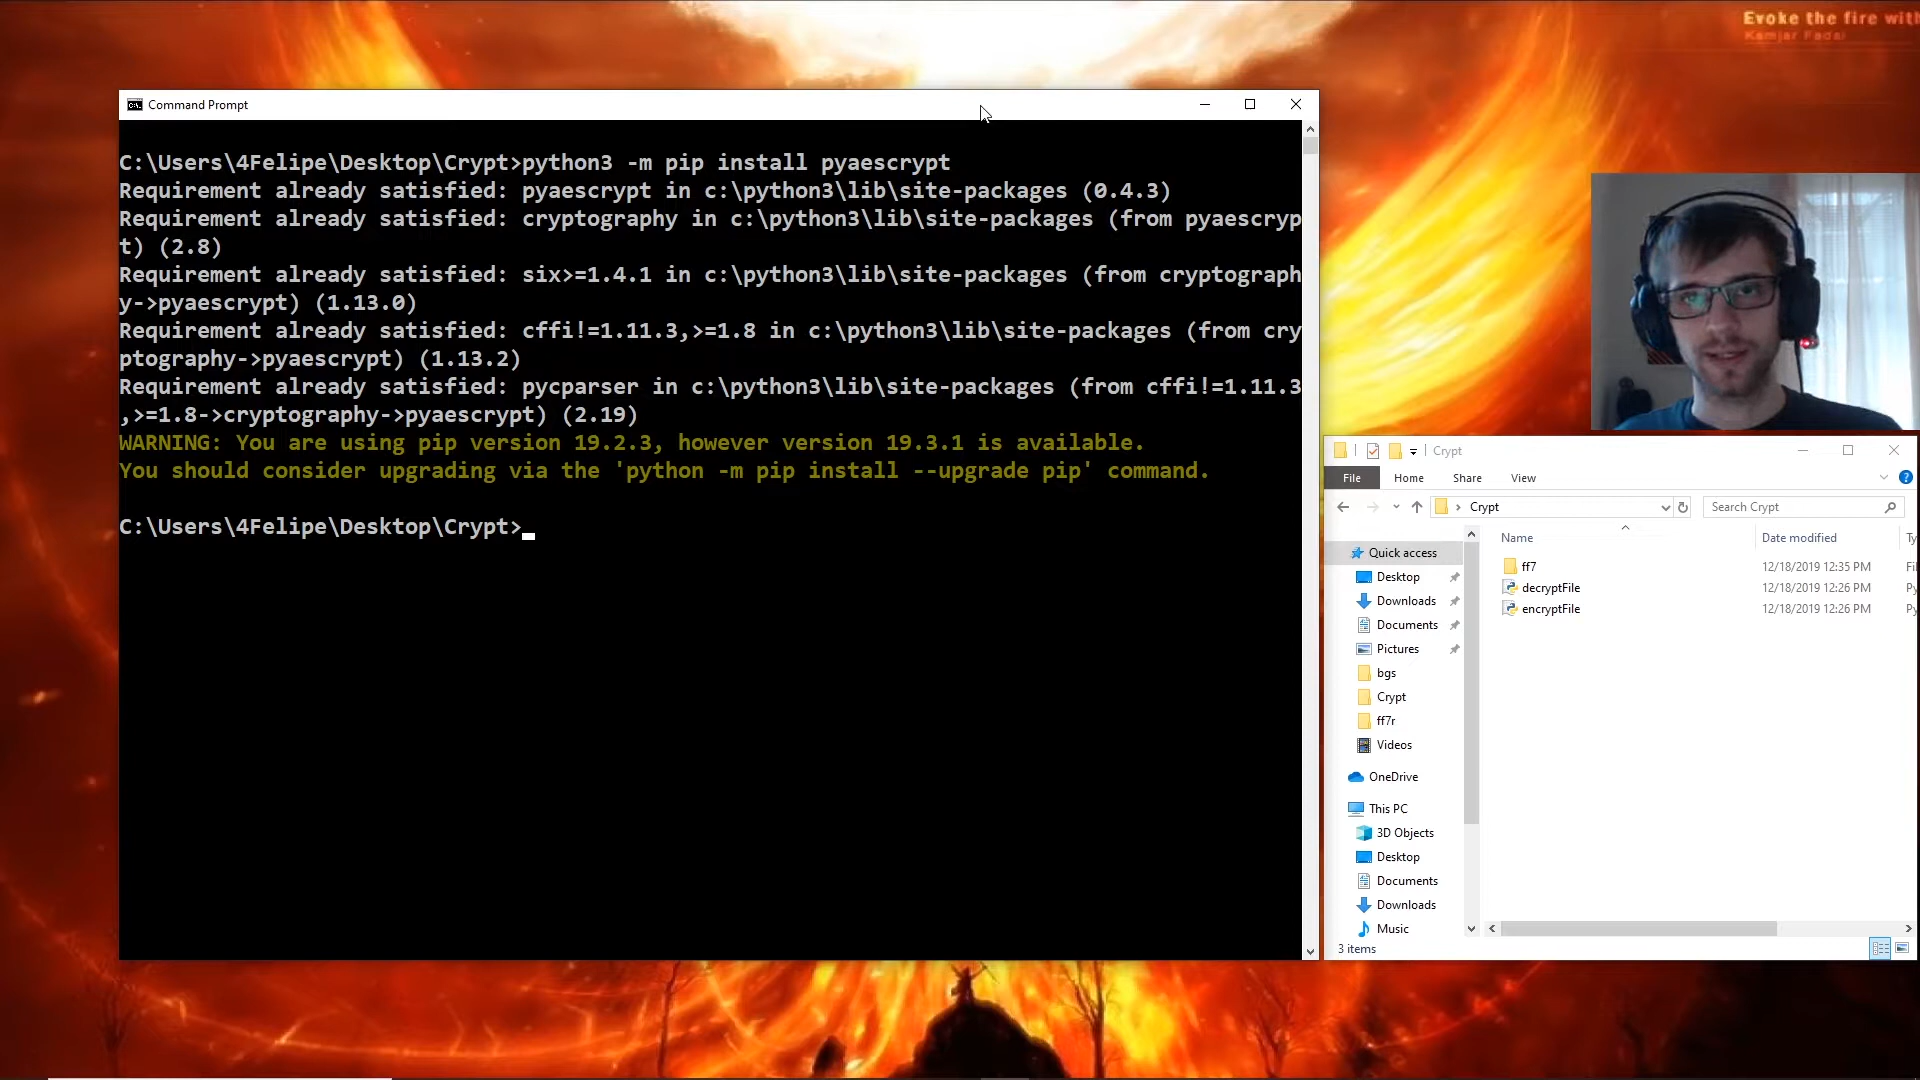 Evoke the fire with
Kamjar Fadai
Command Prompt
C:\Users\4Felipe\Desktop\Crypt>python3 -m pip install pyaescrypt
Requirement already satisfied: pyaescrypt in c:\python3\lib\site-packages (0.4.3)
Requirement already satisfied: cryptography in c:\python3\lib\site-packages (from pyaescryp
t) (2.8)
Requirement already satisfied: six>=1.4.1 in c:\python3\lib\site-packages (from cryptograph
y->pyaescrypt) (1.13.0)
Requirement already satisfied: cffi!=1.11.3,>=1.8 in c:\python3\lib\site-packages (from cry
ptography->pyaescrypt) (1.13.2)
Requirement already satisfied: pycparser in c:\python3\lib\site-packages (from cffi!=1.11.3
,>=1.8->cryptography->pyaescrypt) (2.19)
WARNING: You are using pip version 19.2.3, however version 19.3.1 is available.
You should consider upgrading via the 'python -m pip install --upgrade pip' command.
C:\Users\4Felipe\Desktop\Crypt>
Crypt
File Home Share View
Crypt
Search Crypt
Name Date modified Ty
ff7 12/18/2019 12:35 PM Fil
decryptFile 12/18/2019 12:26 PM Py
encryptFile 12/18/2019 12:26 PM Py
Quick access
Desktop
Downloads
Documents
Pictures
bgs
Crypt
ff7r
Videos
OneDrive
This PC
3D Objects
Desktop
Documents
Downloads
Music
3 items